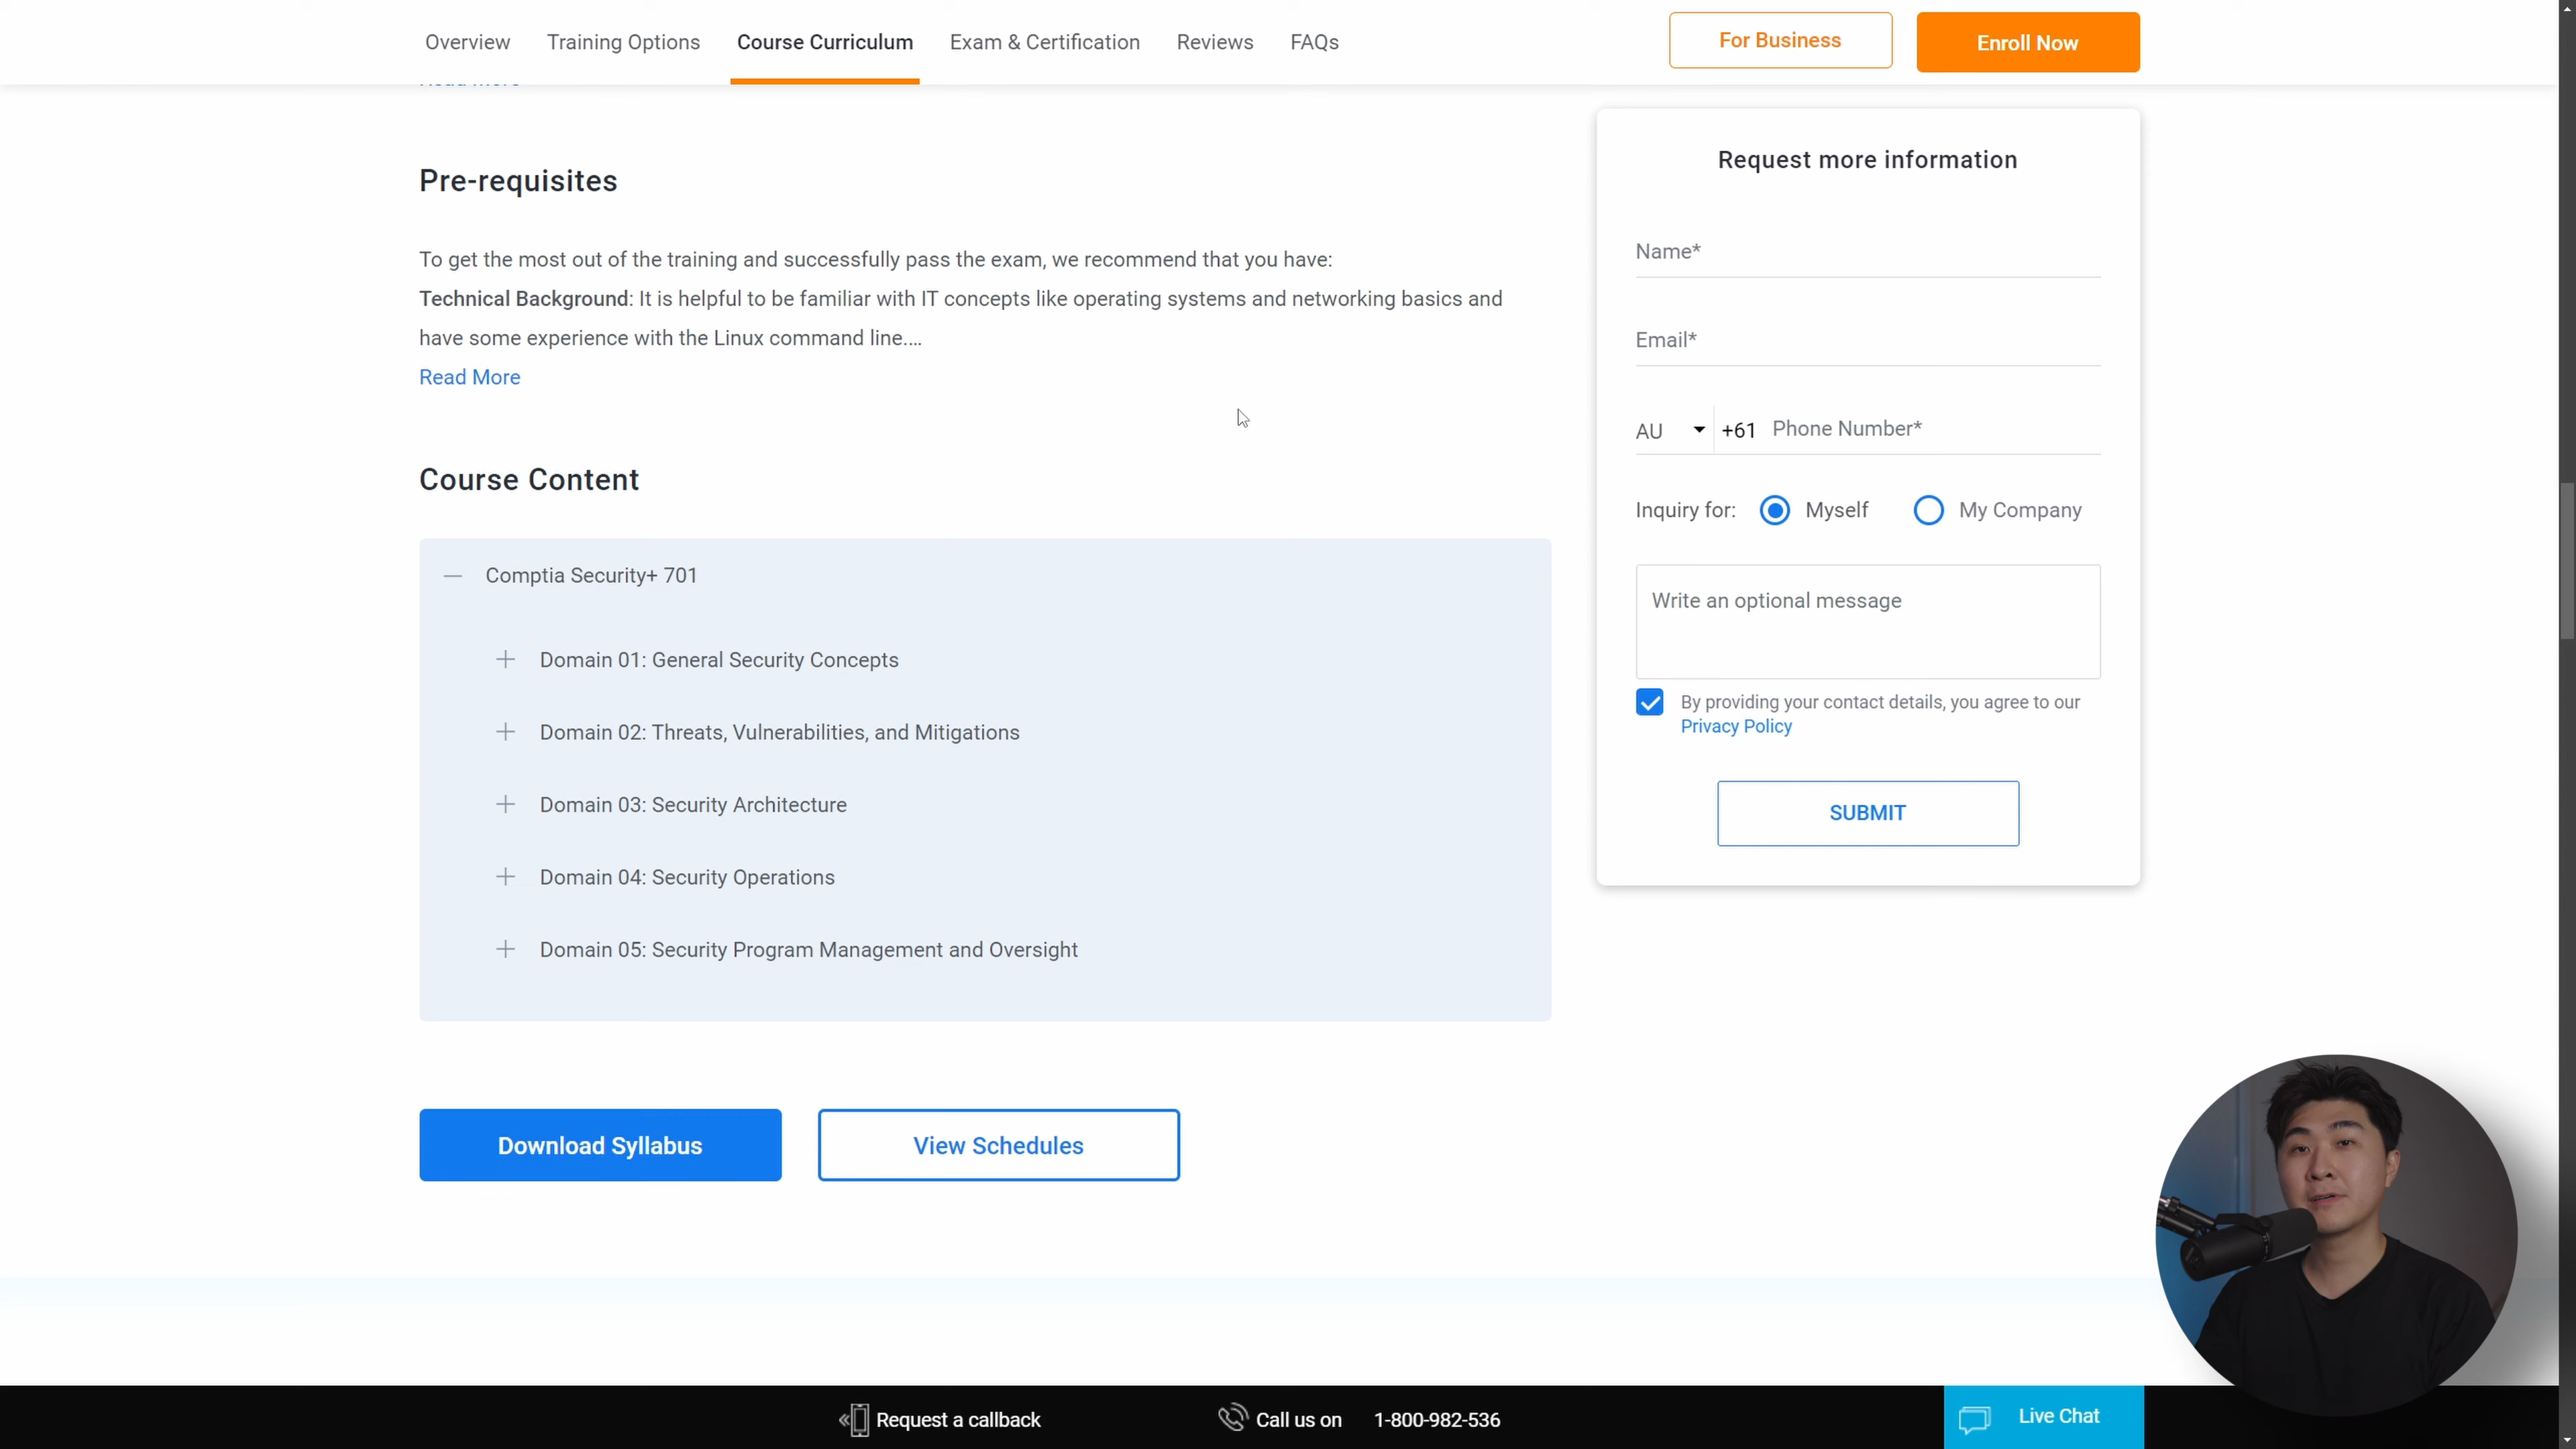 Overview Training Options Course Curriculum Exam & Certification Reviews FAQs For Business Enroll Now
Read More
Pre-requisites
To get the most out of the training and successfully pass the exam, we recommend that you have:
Technical Background: It is helpful to be familiar with IT concepts like operating systems and networking basics and
have some experience with the Linux command line....
Read More
Course Content
Comptia Security+ 701
Domain 01: General Security Concepts
Domain 02: Threats, Vulnerabilities, and Mitigations
Domain 03: Security Architecture
Domain 04: Security Operations
Domain 05: Security Program Management and Oversight
Download Syllabus View Schedules
Request more information
Name*
Email*
AU +61 Phone Number*
Inquiry for: Myself My Company
Write an optional message
By providing your contact details, you agree to our
Privacy Policy
SUBMIT
Request a callback Call us on 1-800-982-536 Live Chat